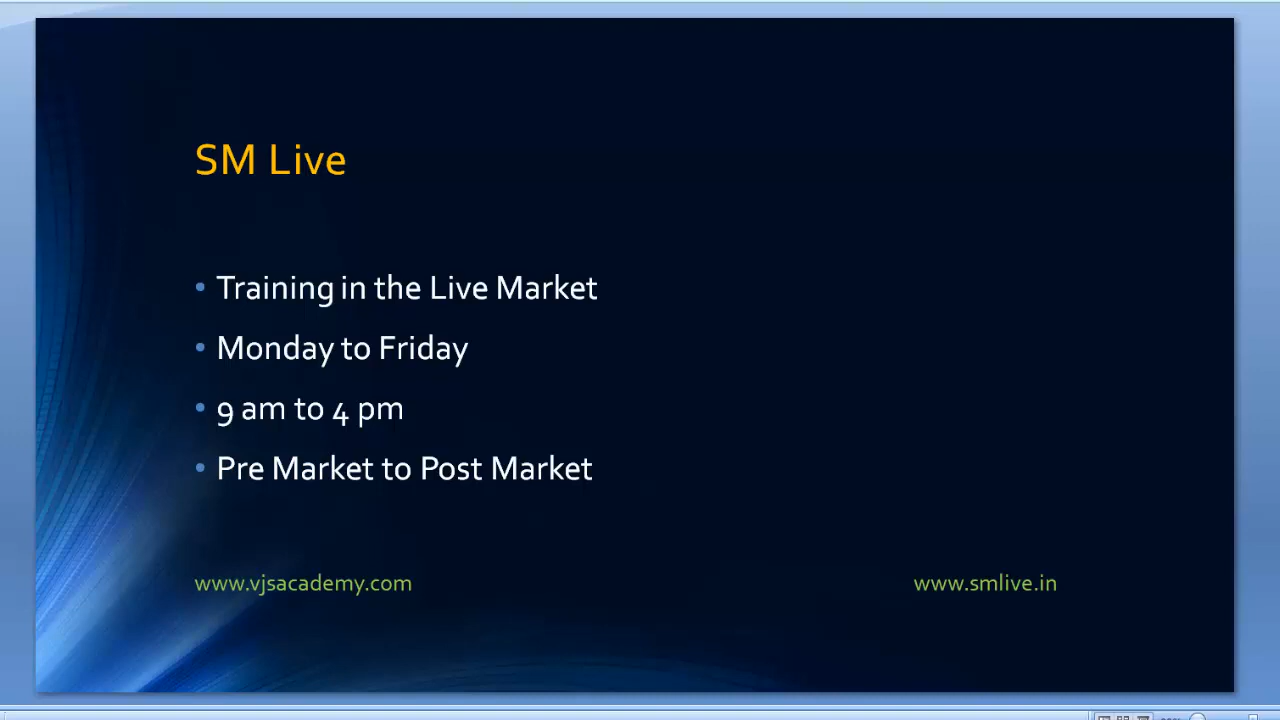 SM Live
• Training in the Live Market
• Monday to Friday
• 9 am to 4 pm
• Pre Market to Post Market
www.vjsacademy.com
www.smlive.in